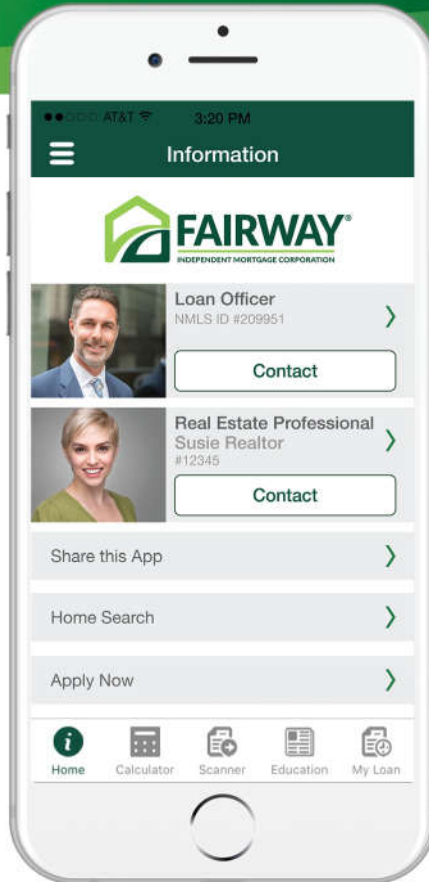 AT&T 3:20 PM
Information
FAIRWAY®
INDEPENDENT MORTGAGE CORPORATION
Loan Officer
NMLS ID #209951
Contact
Real Estate Professional
Susie Realtor
#12345
Contact
Share this App
Home Search
Apply Now
Home Calculator Scanner Education My Loan